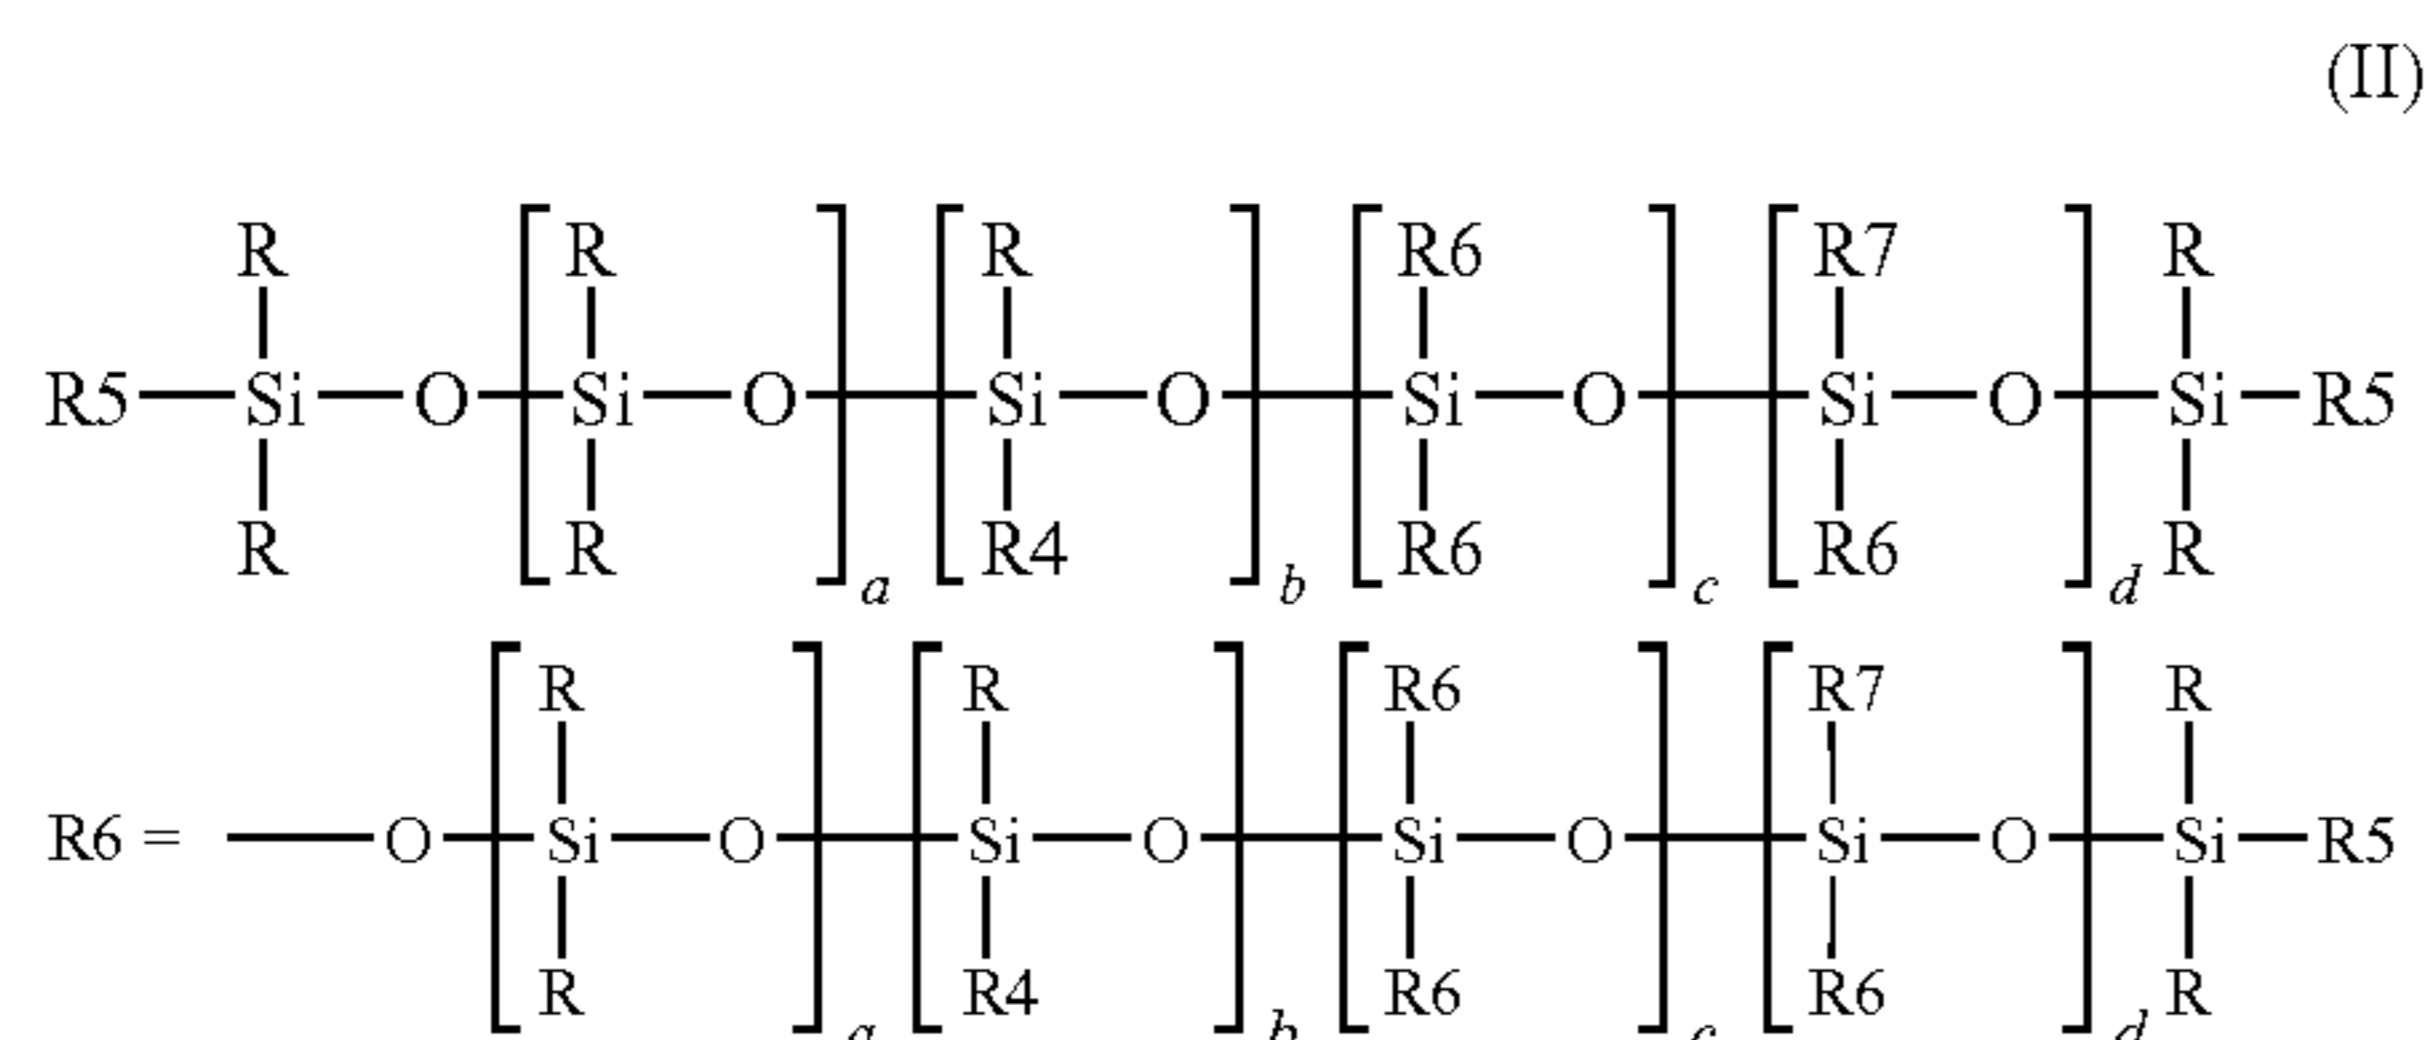 (II)
R R R R6 R7 R
R5—Si—O—[Si—O]a—[Si—O]b—[Si—O]c—[Si—O]d—Si—R5
R R R4 R6 R6 R
R R R6 R7 R
R6 = —O—[Si—O]a—[Si—O]b—[Si—O]c—[Si—O]d—Si—R5
R R4 R6 R6 R